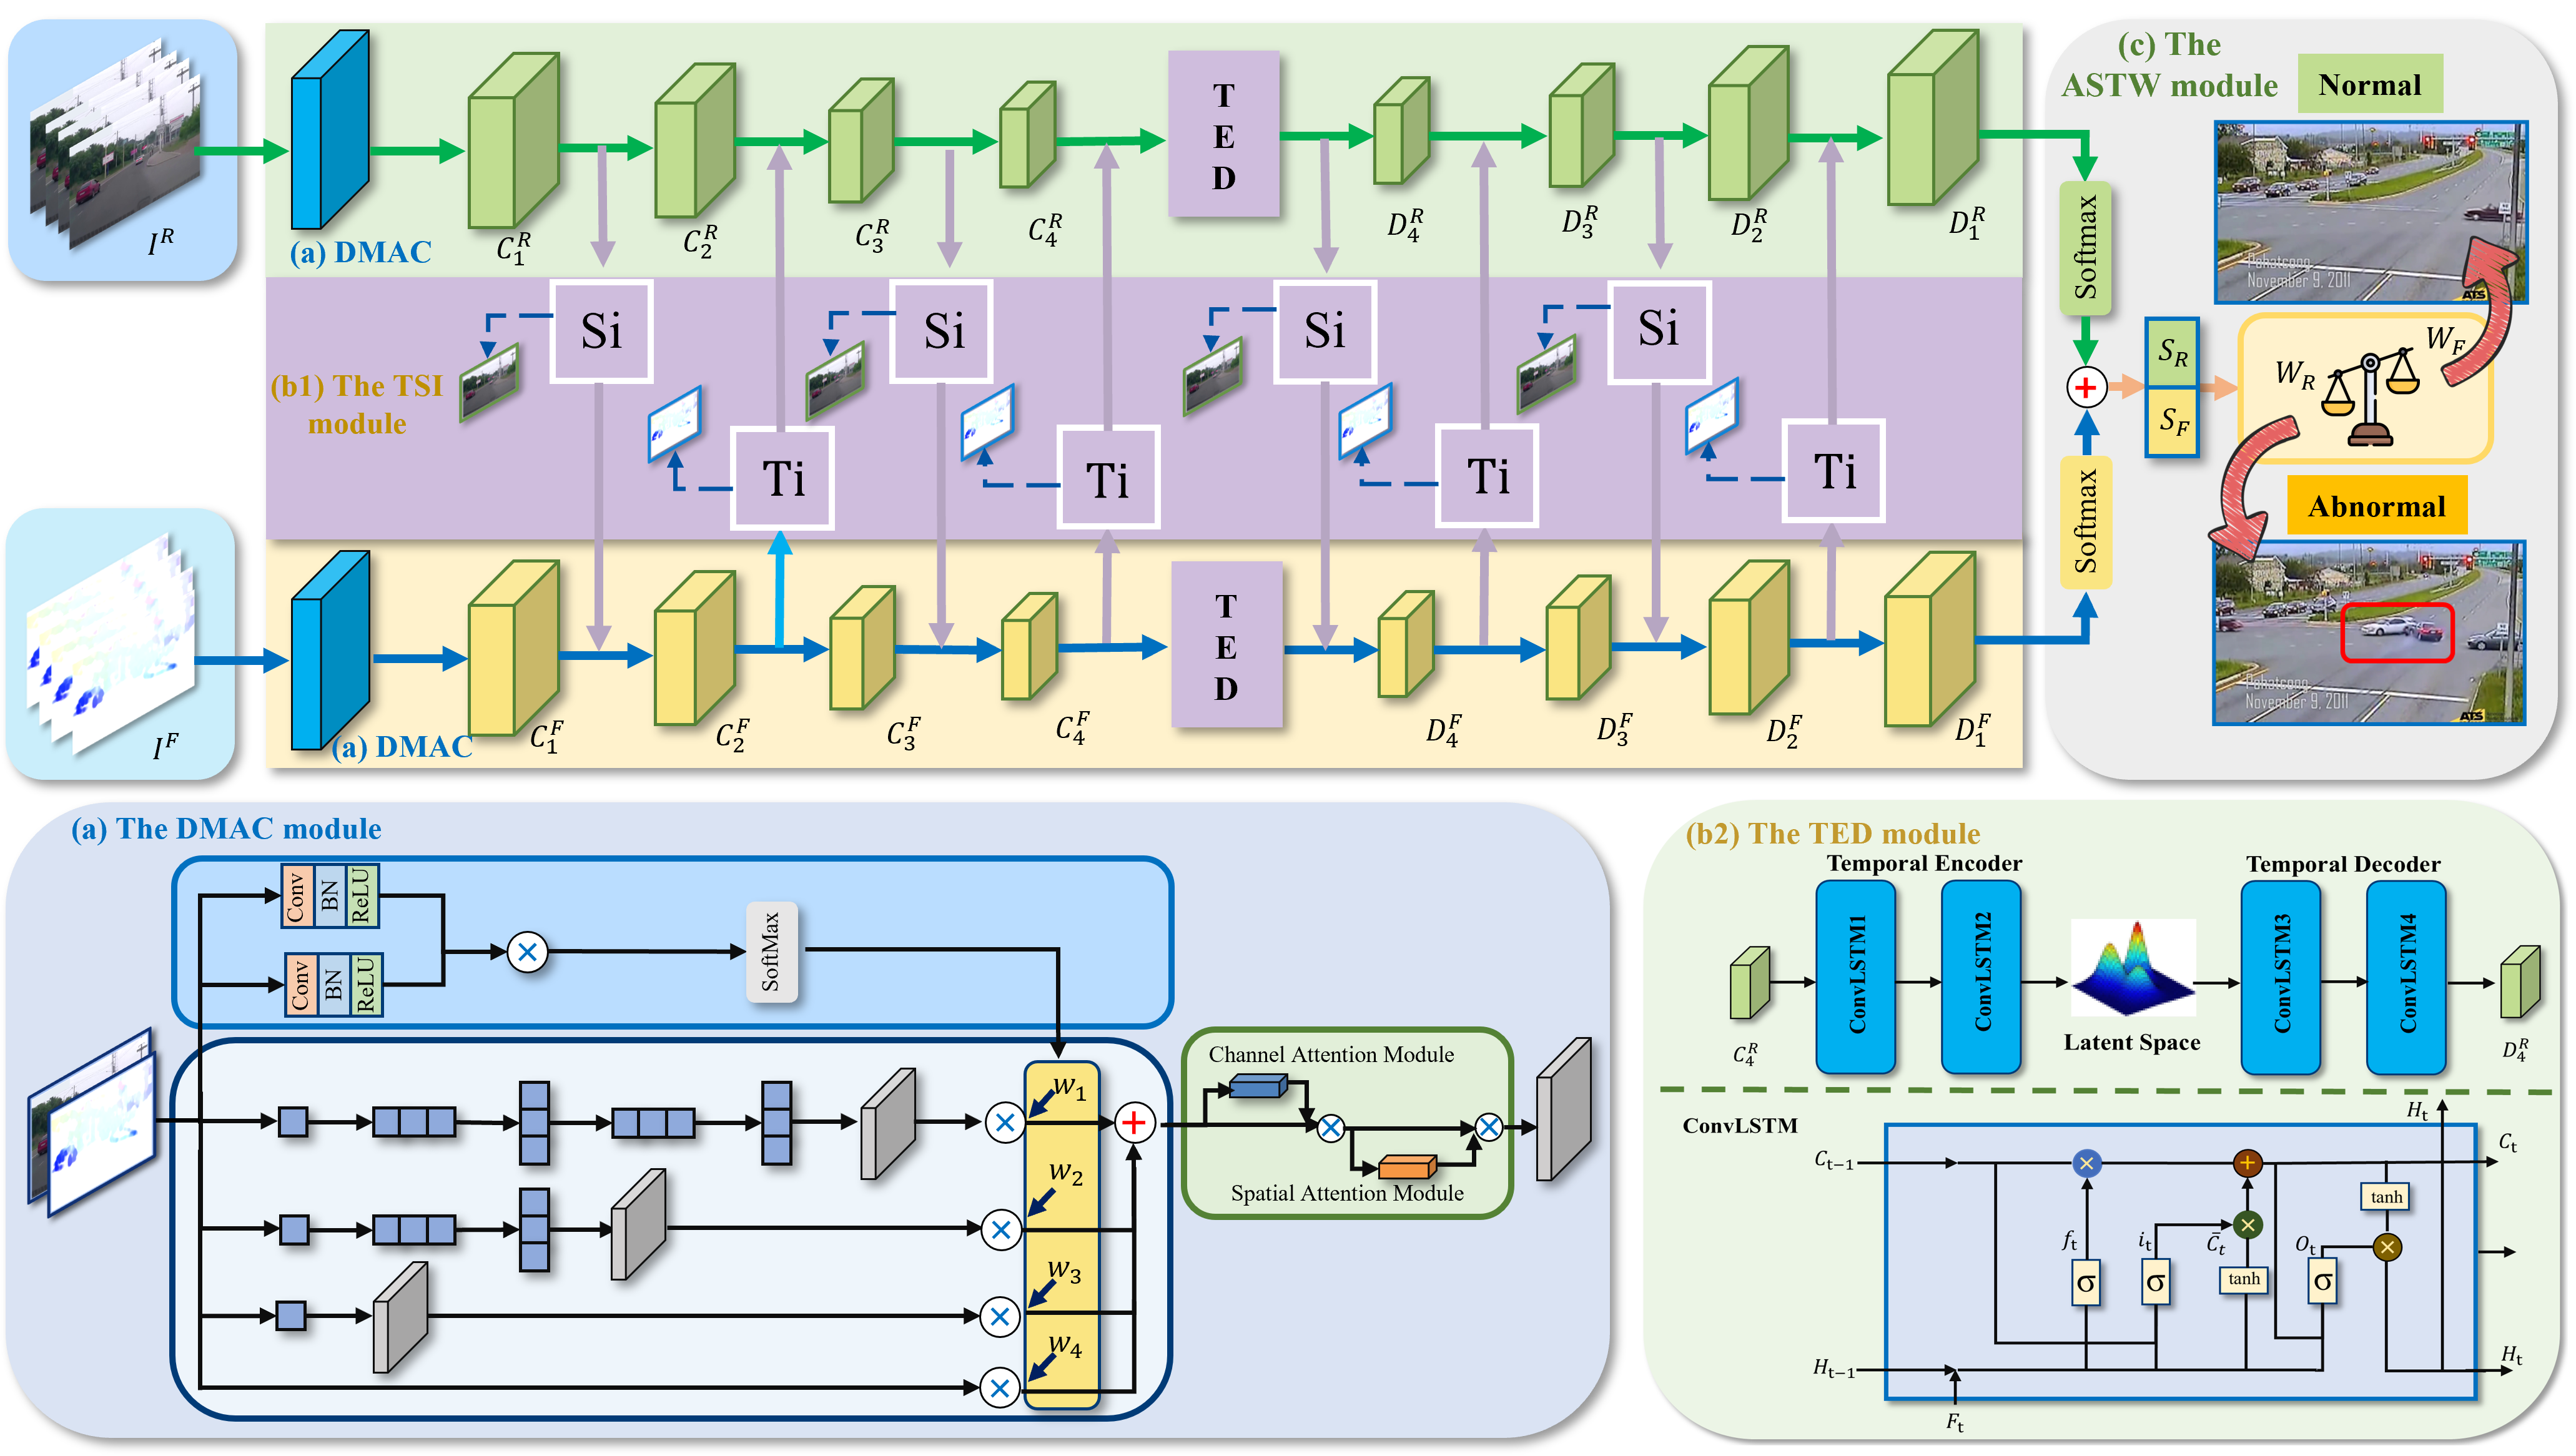 I^R
(a) DMAC
C_1^R
C_2^R
C_3^R
C_4^R
T
E
D
D_4^R
D_3^R
D_2^R
D_1^R
(b1) The TSI
module
Si
Ti
Si
Ti
Si
Ti
Si
Ti
I^F
(a) DMAC
C_1^F
C_2^F
C_3^F
C_4^F
T
E
D
D_4^F
D_3^F
D_2^F
D_1^F
(c) The
ASTW module
Normal
Pohatcong
November 9, 2011
ATS
Softmax
+
S_R
S_F
W_R
W_F
Softmax
Abnormal
Pohatcong
November 9, 2011
ATS
(a) The DMAC module
Conv
BN
ReLU
Conv
BN
ReLU
×
SoftMax
× w_1 +
× w_2
× w_3
× w_4
Channel Attention Module
× ×
Spatial Attention Module
(b2) The TED module
Temporal Encoder
Temporal Decoder
ConvLSTM1
ConvLSTM2
ConvLSTM3
ConvLSTM4
Latent Space
C_4^R
D_4^R
ConvLSTM
H_t
C_{t−1}
× +
C_t
tanh
f_t
i_t
×
C̄_t
O_t
×
σ
σ
tanh
σ
H_{t−1}
H_t
F_t